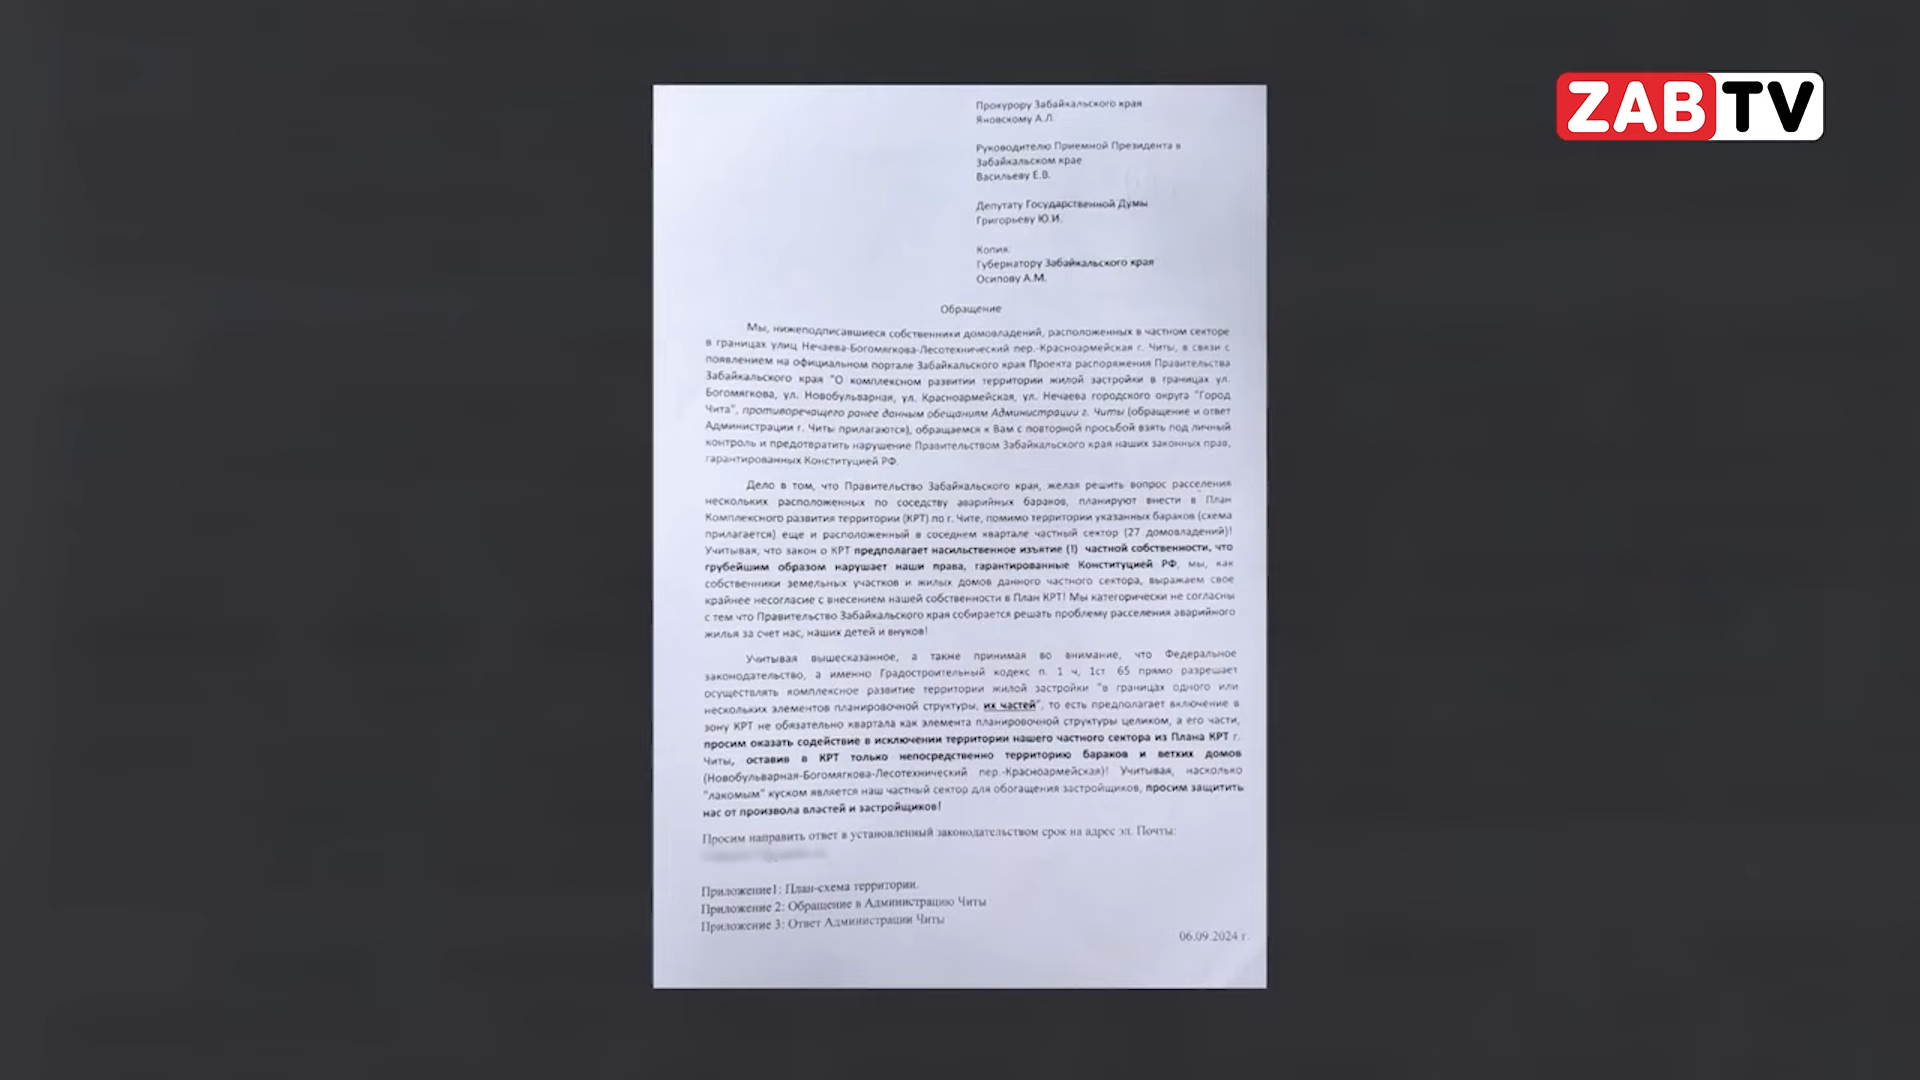 ZABTV
Прокурору Забайкальского края
Яновскому А.Л.
Руководителю Приемной Президента в
Забайкальском крае
Васильеву Е.В.
Депутату Государственной Думы
Григорьеву Ю.И.
Копия:
Губернатору Забайкальского края
Осипову А.М.
Обращение
Мы, нижеподписавшиеся собственники домовладений, расположенных в частном секторе
в границах улиц Нечаева-Богомягкова-Лесотехнический пер.-Красноармейская г. Читы, в связи с
появлением на официальном портале Забайкальского края Проекта распоряжения Правительства
Забайкальского края "О комплексном развитии территории жилой застройки в границах ул.
Богомягкова, ул. Новобульварная, ул. Красноармейская, ул. Нечаева городского округа "Город
Чита", противоречащего ранее данным обещаниям Администрации г. Читы (обращение и ответ
Администрации г. Читы прилагаются), обращаемся к Вам с повторной просьбой взять под личный
контроль и предотвратить нарушение Правительством Забайкальского края наших законных прав,
гарантированных Конституцией РФ.
Дело в том, что Правительство Забайкальского края, желая решить вопрос расселения
нескольких расположенных по соседству аварийных бараков, планируют внести в План
Комплексного развития территории (КРТ) по г. Чите, помимо территории указанных бараков (схема
прилагается) еще и расположенный в соседнем квартале частный сектор (27 домовладений)!
Учитывая, что закон о КРТ предполагает насильственное изъятие (!) частной собственности, что
грубейшим образом нарушает наши права, гарантированные Конституцией РФ, мы, как
собственники земельных участков и жилых домов данного частного сектора, выражаем свое
крайнее несогласие с внесением нашей собственности в План КРТ! Мы категорически не согласны
с тем что Правительство Забайкальского края собирается решать проблему расселения аварийного
жилья за счет нас, наших детей и внуков!
Учитывая вышесказанное, а также принимая во внимание, что Федеральное
законодательство, а именно Градостроительный кодекс п. 1 ч, 1ст 65 прямо разрешает
осуществлять комплексное развитие территории жилой застройки "в границах одного или
нескольких элементов планировочной структуры, их частей", то есть предполагает включение в
зону КРТ не обязательно квартала как элемента планировочной структуры целиком, а его части,
просим оказать содействие в исключении территории нашего частного сектора из Плана КРТ г.
Читы, оставив в КРТ только непосредственно территорию бараков и ветхих домов
(Новобульварная-Богомягкова-Лесотехнический пер.-Красноармейская)! Учитывая, насколько
"лакомым" куском является наш частный сектор для обогащения застройщиков, просим защитить
нас от произвола властей и застройщиков!
Просим направить ответ в установленный законодательством срок на адрес эл. Почты:
Приложение1: План-схема территории.
Приложение 2: Обращение в Администрацию Читы
Приложение 3: Ответ Администрации Читы
06.09.2024 г.